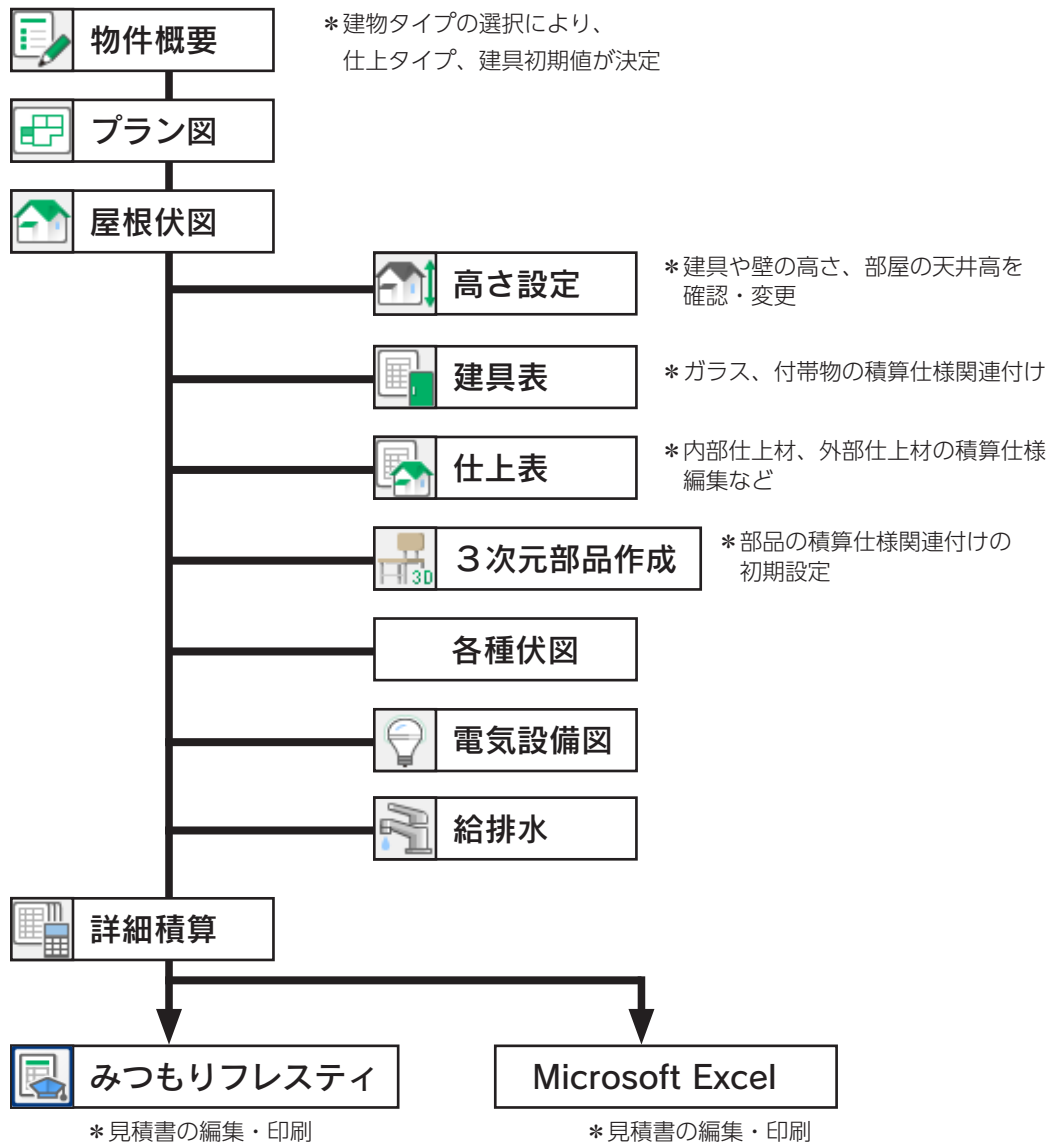 物件概要
＊建物タイプの選択により、
仕上タイプ、建具初期値が決定
プラン図
屋根伏図
高さ設定
＊建具や壁の高さ、部屋の天井高を
確認・変更
建具表
＊ガラス、付帯物の積算仕様関連付け
仕上表
＊内部仕上材、外部仕上材の積算仕様
編集など
3D
３次元部品作成
＊部品の積算仕様関連付けの
初期設定
各種伏図
電気設備図
給排水
詳細積算
みつもりフレスティ
＊見積書の編集・印刷
Microsoft Excel
＊見積書の編集・印刷